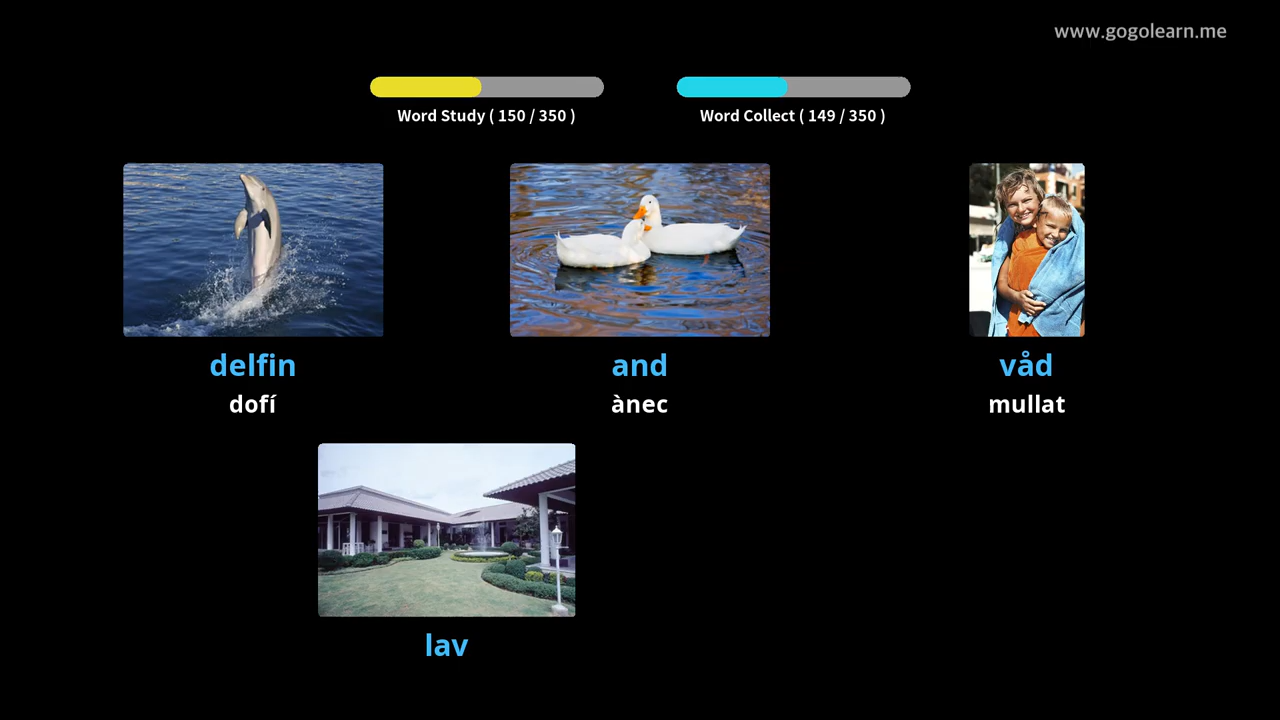 www.gogolearn.me
Word Study ( 150 / 350 )
Word Collect ( 149 / 350 )
delfin
dofí
and
ànec
våd
mullat
lav